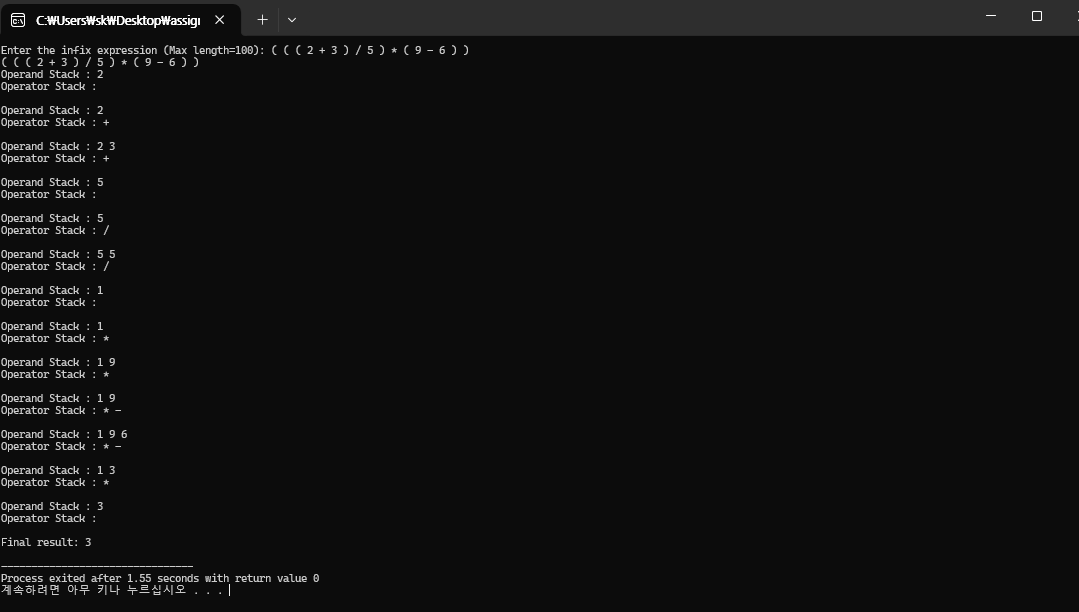 C:₩Users₩sk₩Desktop₩assig
Enter the infix expression (Max length=100): ( ( ( 2 + 3 ) / 5 ) * ( 9 - 6 ) )
( ( ( 2 + 3 ) / 5 ) * ( 9 - 6 ) )
Operand Stack : 2
Operator Stack :
Operand Stack : 2
Operator Stack : +
Operand Stack : 2 3
Operator Stack : +
Operand Stack : 5
Operator Stack :
Operand Stack : 5
Operator Stack : /
Operand Stack : 5 5
Operator Stack : /
Operand Stack : 1
Operator Stack :
Operand Stack : 1
Operator Stack : *
Operand Stack : 1 9
Operator Stack : *
Operand Stack : 1 9
Operator Stack : * -
Operand Stack : 1 9 6
Operator Stack : * -
Operand Stack : 1 3
Operator Stack : *
Operand Stack : 3
Operator Stack :
Final result: 3
--------------------------------
Process exited after 1.55 seconds with return value 0
계속하려면 아무 키나 누르십시오 . . .